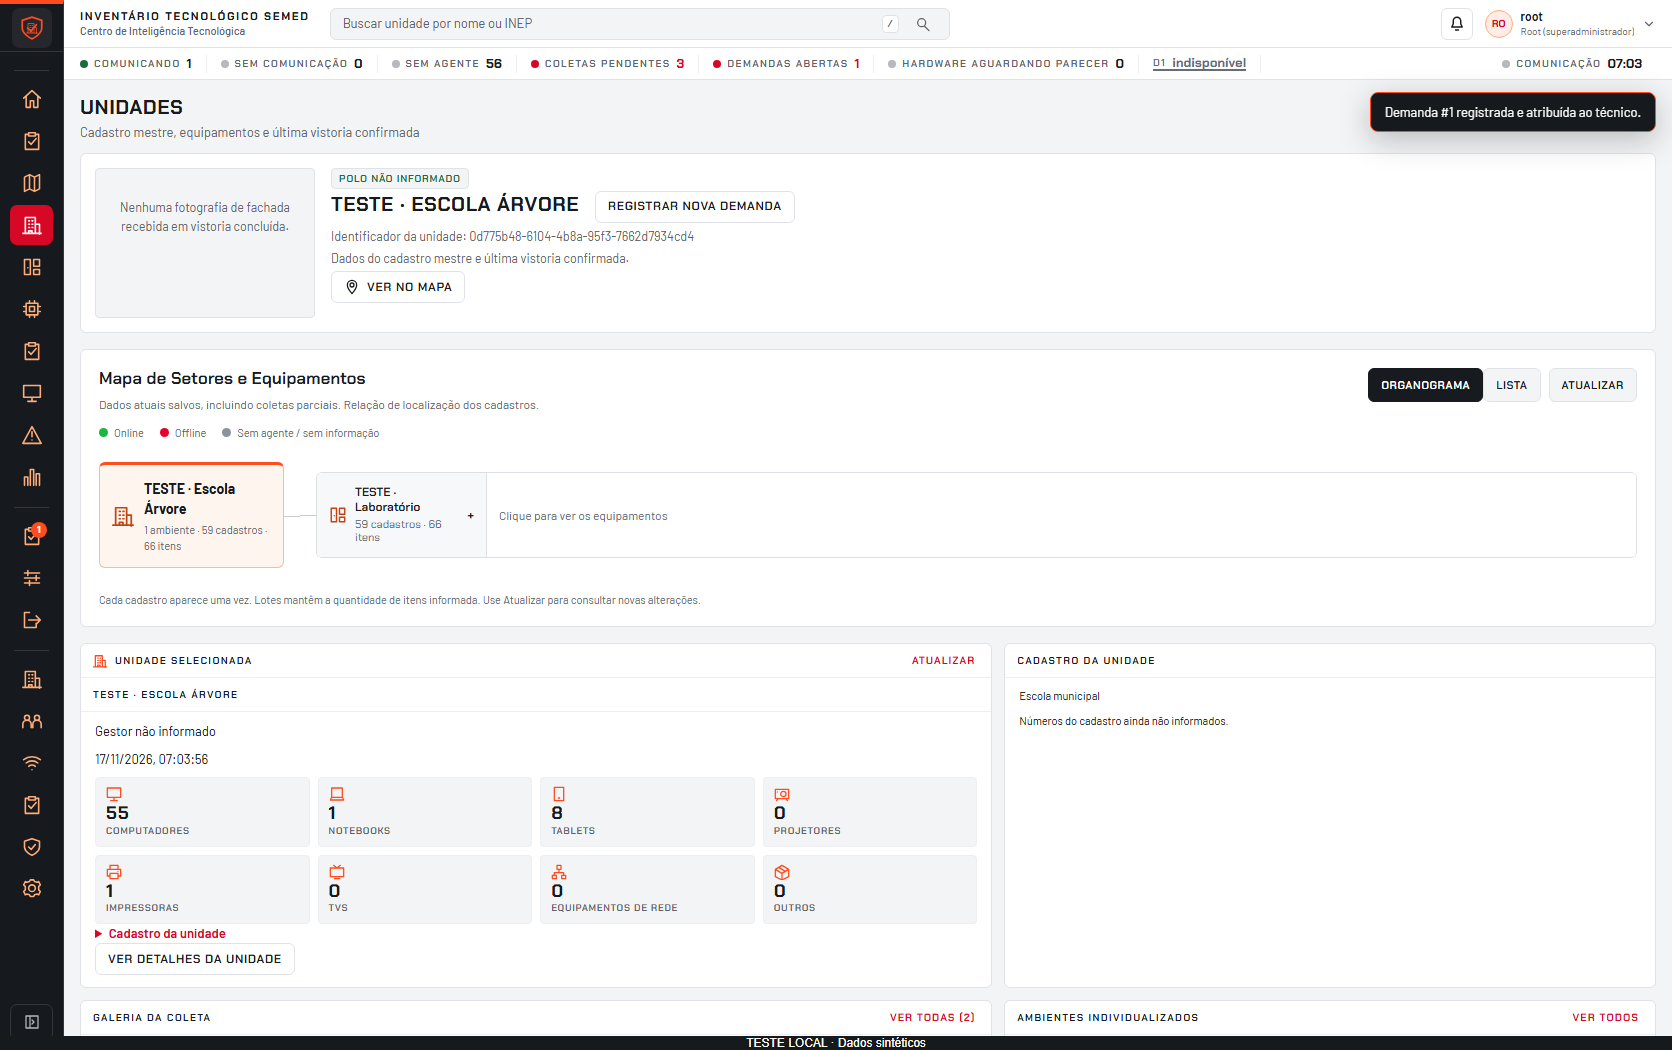 INVENTÁRIO TECNOLÓGICO SEMED
Centro de Inteligência Tecnológica
Buscar unidade por nome ou INEP
/
RO
root
Root (superadministrador)
COMUNICANDO 1
SEM COMUNICAÇÃO 0
SEM AGENTE 56
COLETAS PENDENTES 3
DEMANDAS ABERTAS 1
HARDWARE AGUARDANDO PARECER 0
D1 indisponível
COMUNICAÇÃO 07:03
UNIDADES
Cadastro mestre, equipamentos e última vistoria confirmada
Demanda #1 registrada e atribuída ao técnico.
Nenhuma fotografia de fachada
recebida em vistoria concluída.
POLO NÃO INFORMADO
TESTE · ESCOLA ÁRVORE
REGISTRAR NOVA DEMANDA
Identificador da unidade: 0d775b48-6104-4b8a-95f3-7662d7934cd4
Dados do cadastro mestre e última vistoria confirmada.
VER NO MAPA
Mapa de Setores e Equipamentos
Dados atuais salvos, incluindo coletas parciais. Relação de localização dos cadastros.
ORGANOGRAMA
LISTA
ATUALIZAR
Online
Offline
Sem agente / sem informação
TESTE · Escola
Árvore
1 ambiente · 59 cadastros ·
66 itens
TESTE ·
Laboratório
59 cadastros · 66
itens
+
Clique para ver os equipamentos
Cada cadastro aparece uma vez. Lotes mantêm a quantidade de itens informada. Use Atualizar para consultar novas alterações.
1
UNIDADE SELECIONADA
ATUALIZAR
TESTE · ESCOLA ÁRVORE
Gestor não informado
17/11/2026, 07:03:56
55
COMPUTADORES
1
NOTEBOOKS
8
TABLETS
0
PROJETORES
1
IMPRESSORAS
0
TVS
0
EQUIPAMENTOS DE REDE
0
OUTROS
Cadastro da unidade
VER DETALHES DA UNIDADE
CADASTRO DA UNIDADE
Escola municipal
Números do cadastro ainda não informados.
GALERIA DA COLETA
VER TODAS (2)
AMBIENTES INDIVIDUALIZADOS
VER TODOS
TESTE LOCAL · Dados sintéticos